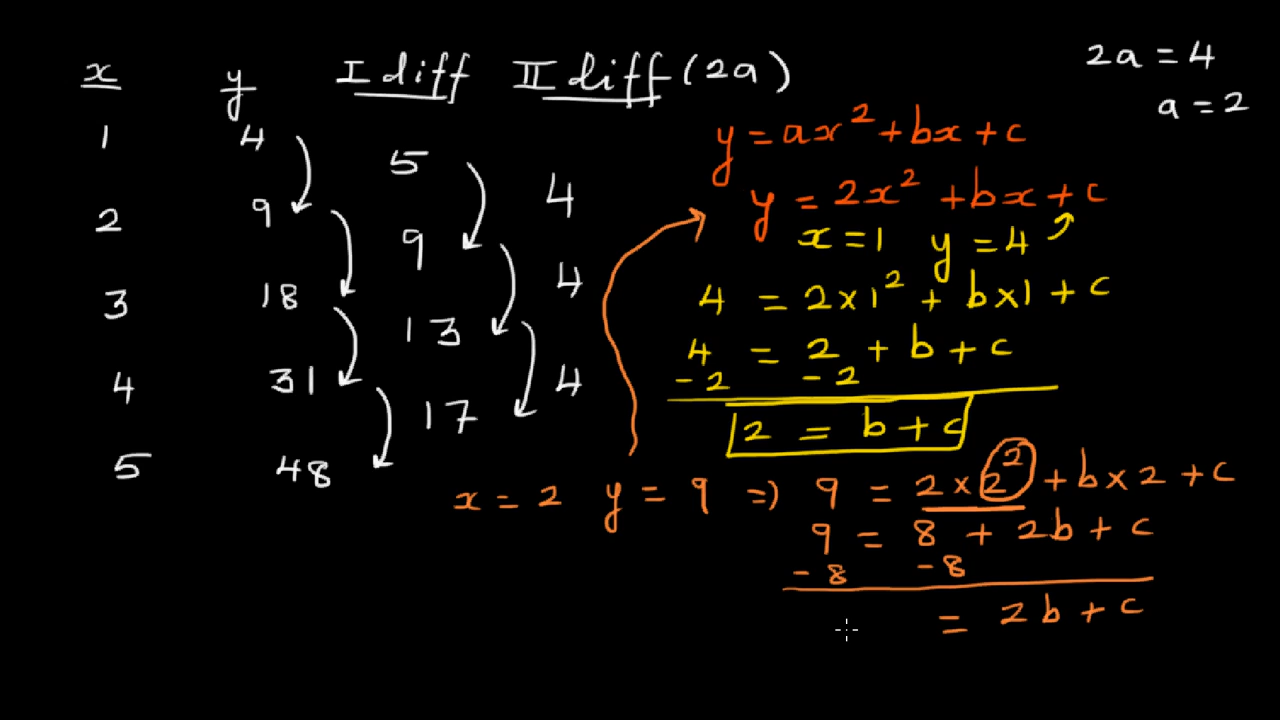 x y I diff II diff (2a)
1 4
5
4
2 9
9
4
3 18
13
4
4 31
17
5 48
2a = 4
a = 2
y = ax² + bx + c
y = 2x² + bx + c
x = 1 y = 4
4 = 2 × 1² + b × 1 + c
4 = 2 + b + c
- 2 - 2
2 = b + c
x = 2 y = 9 => 9 = 2 × 2² + b × 2 + c
9 = 8 + 2b + c
- 8 - 8
= 2b + c